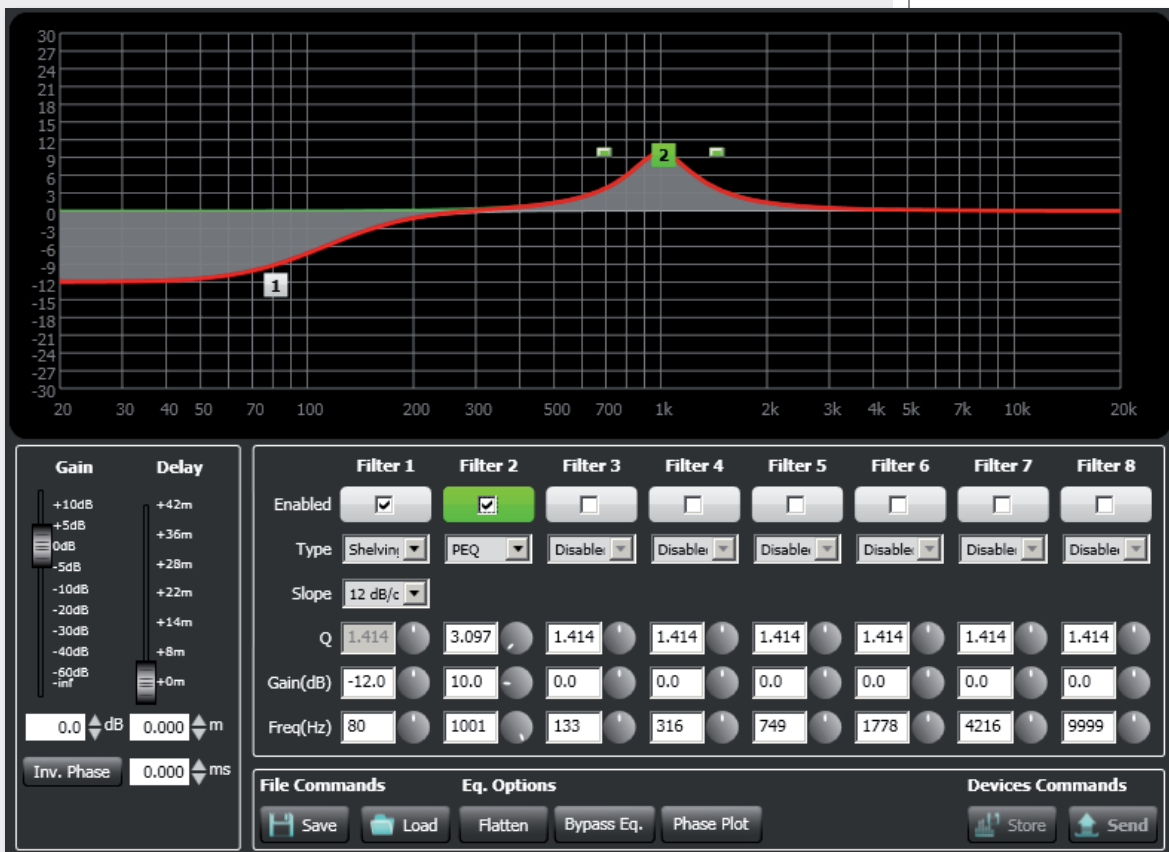 30
27
24
21
18
15
12
9
6
3
0
-3
-6
-9
-12
-15
-18
-21
-24
-27
-30
2
1
20 30 40 50 70 100 200 300 400 500 700 1k 2k 3k 4k 5k 7k 10k 20k
Gain Delay
+10dB
+5dB
0dB
-5dB
-10dB
-20dB
-30dB
-40dB
-60dB
-inf
+42m
+36m
+28m
+22m
+14m
+8m
+0m
0.0 dB 0.000 m
Inv. Phase 0.000 ms
Filter 1 Filter 2 Filter 3 Filter 4 Filter 5 Filter 6 Filter 7 Filter 8
Enabled
Type Shelving PEQ Disable Disable Disable Disable Disable Disable
Slope 12 dB/c
Q 1.414 3.097 1.414 1.414 1.414 1.414 1.414 1.414
Gain(dB) -12.0 10.0 0.0 0.0 0.0 0.0 0.0 0.0
Freq(Hz) 80 1001 133 316 749 1778 4216 9999
File Commands Eq. Options Devices Commands
Save Load Flatten Bypass Eq. Phase Plot Store Send